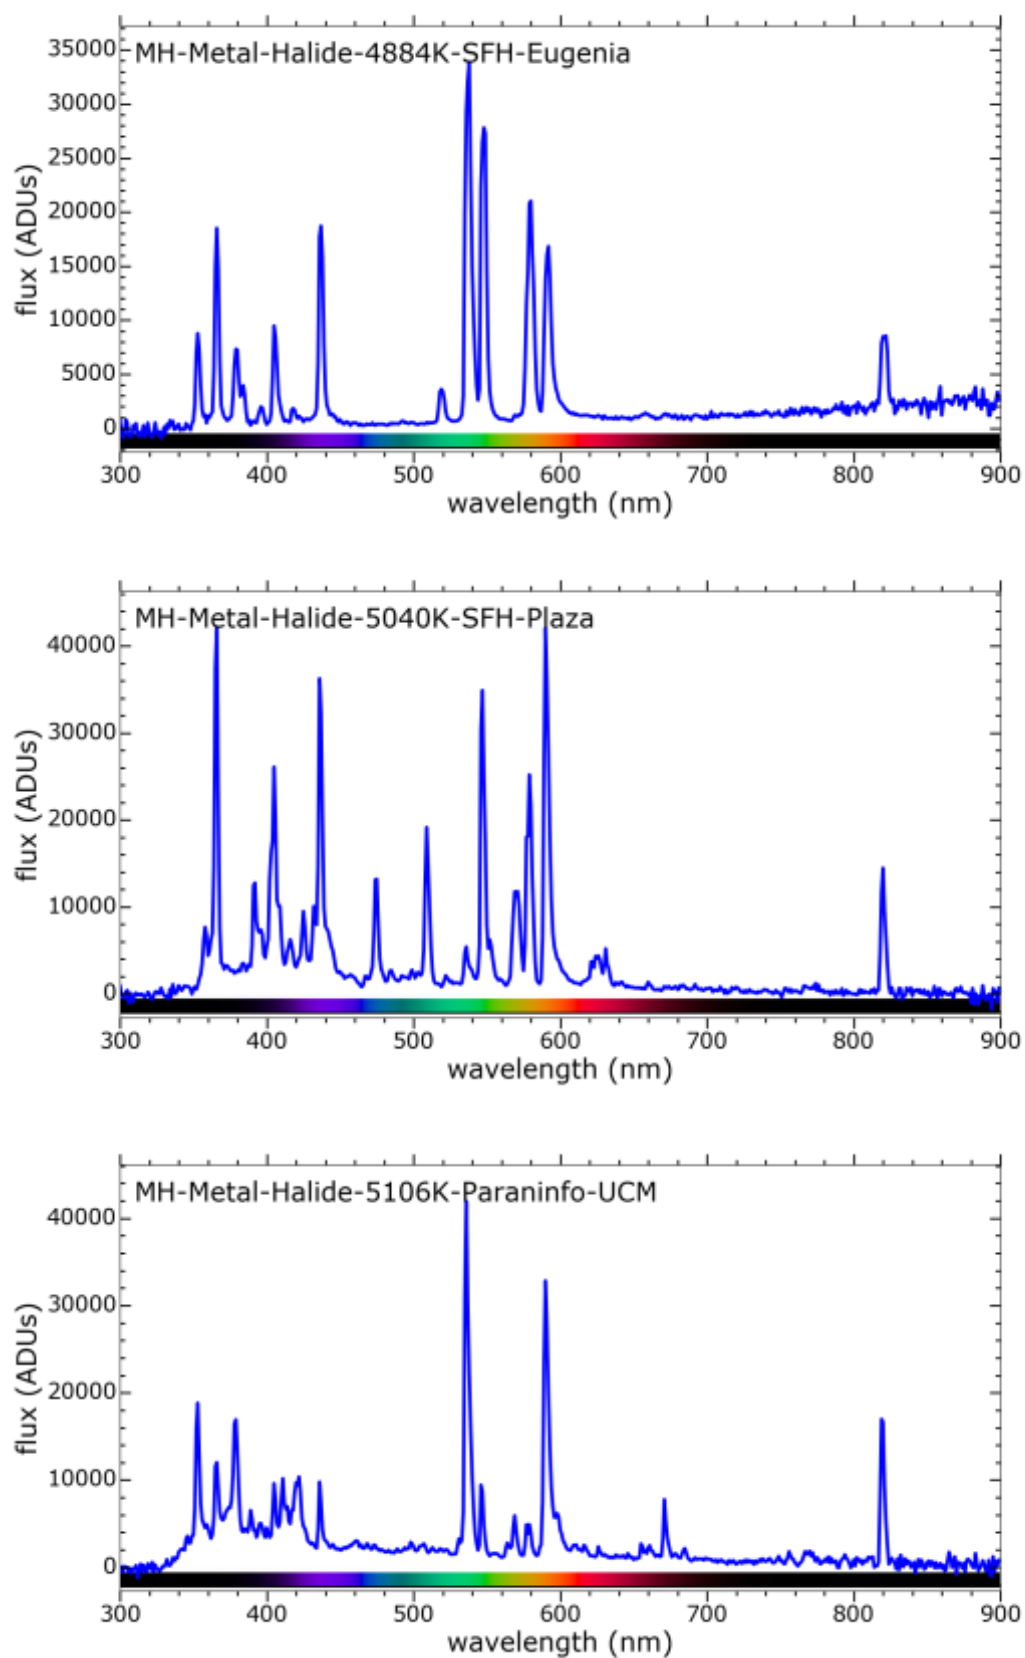 MH-Metal-Halide-4884K-SFH-Eugenia
35000
30000
25000
20000
15000
10000
5000
0
flux (ADUs)
300 400 500 600 700 800 900
wavelength (nm)
MH-Metal-Halide-5040K-SFH-Plaza
40000
30000
20000
10000
0
flux (ADUs)
300 400 500 600 700 800 900
wavelength (nm)
MH-Metal-Halide-5106K-Paraninfo-UCM
40000
30000
20000
10000
0
flux (ADUs)
300 400 500 600 700 800 900
wavelength (nm)